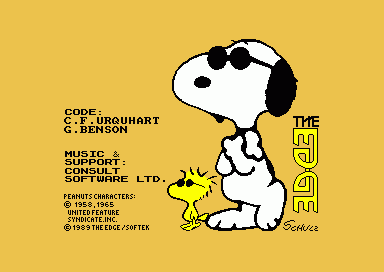 CODE:
C.F.URQUHART
G.BENSON
MUSIC &
SUPPORT:
CONSULT
SOFTWARE LTD.
PEANUTS CHARACTERS:
© 1958,1965
UNITED FEATURE
SYNDICATE.INC.
© 1989 THE EDGE/SOFTEK
THE
EDGE
SCHULZ